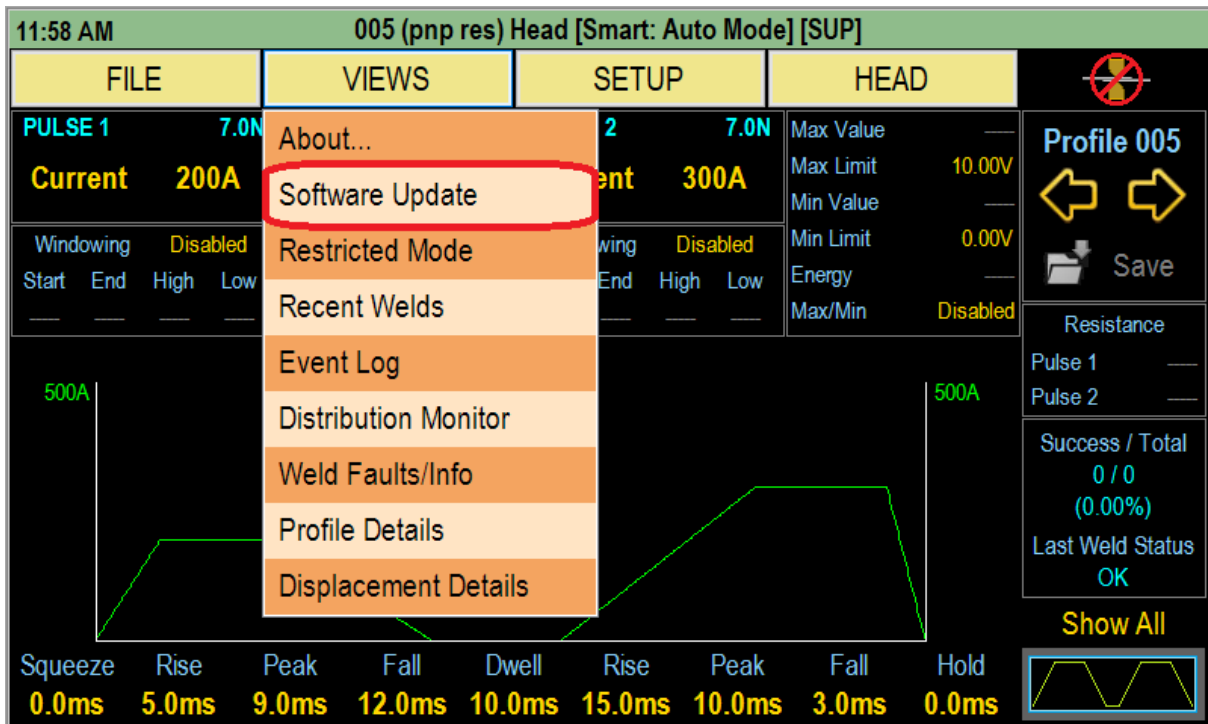 11:58 AM 005 (pnp res) Head [Smart: Auto Mode] [SUP]
FILE VIEWS SETUP HEAD
PULSE 1 7.0N
Current 200A
Windowing Disabled
Start End High Low
---- ---- ---- ----
About...
Software Update
Restricted Mode
Recent Welds
Event Log
Distribution Monitor
Weld Faults/Info
Profile Details
Displacement Details
2 7.0N
ent 300A
wing Disabled
End High Low
---- ---- ----
Max Value ----
Max Limit 10.00V
Min Value ----
Min Limit 0.00V
Energy ----
Max/Min Disabled
Profile 005
Save
Resistance
Pulse 1 ----
Pulse 2 ----
Success / Total
0 / 0
(0.00%)
Last Weld Status
OK
Show All
500A 500A
Squeeze Rise Peak Fall Dwell Rise Peak Fall Hold
0.0ms 5.0ms 9.0ms 12.0ms 10.0ms 15.0ms 10.0ms 3.0ms 0.0ms